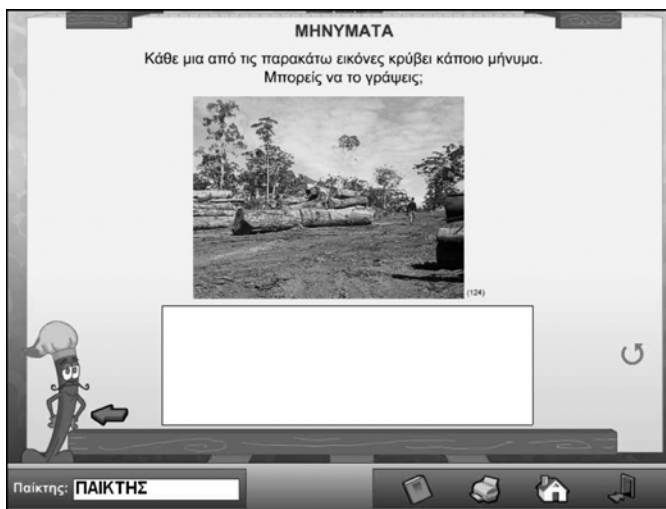 ΜΗΝΥΜΑΤΑ
Κάθε μια από τις παρακάτω εικόνες κρύβει κάποιο μήνυμα.
Μπορείς να το γράψεις;
(124)
Παίκτης: ΠΑΙΚΤΗΣ